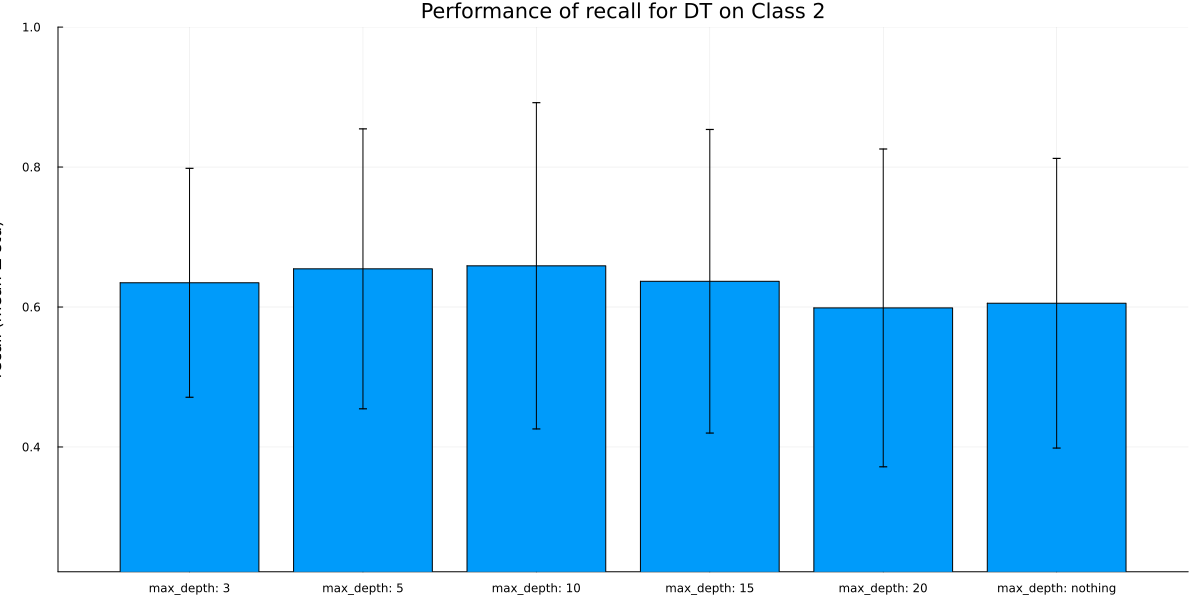 Performance of recall for DT on Class 2
1.0
0.8
0.6
0.4
max_depth: 3
max_depth: 5
max_depth: 10
max_depth: 15
max_depth: 20
max_depth: nothing